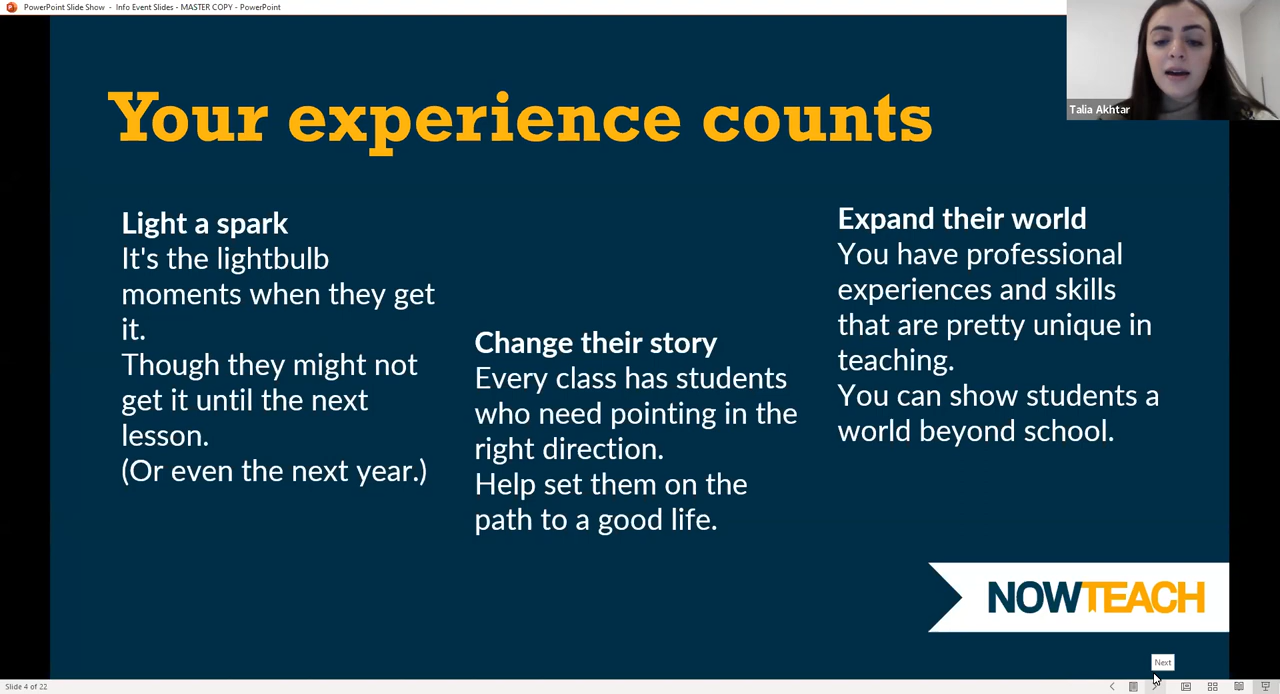 PowerPoint Slide Show - Info Event Slides - MASTER COPY - PowerPoint
Talia Akhtar
Your experience counts
Light a spark
It's the lightbulb
moments when they get
it.
Though they might not
get it until the next
lesson.
(Or even the next year.)
Change their story
Every class has students
who need pointing in the
right direction.
Help set them on the
path to a good life.
Expand their world
You have professional
experiences and skills
that are pretty unique in
teaching.
You can show students a
world beyond school.
NOWTEACH
Next
Slide 4 of 22